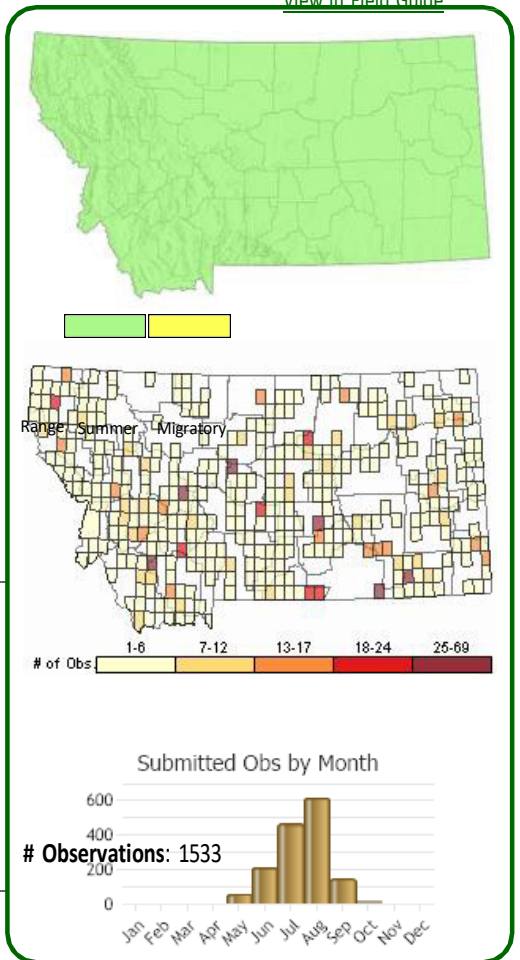 View in Field Guide
Range Summer Migratory
1-6 7-12 13-17 18-24 25-69
# of Obs.
Submitted Obs by Month
600
400
# Observations: 1533
200
0
Jan Feb Mar Apr May Jun Jul Aug Sep Oct Nov Dec